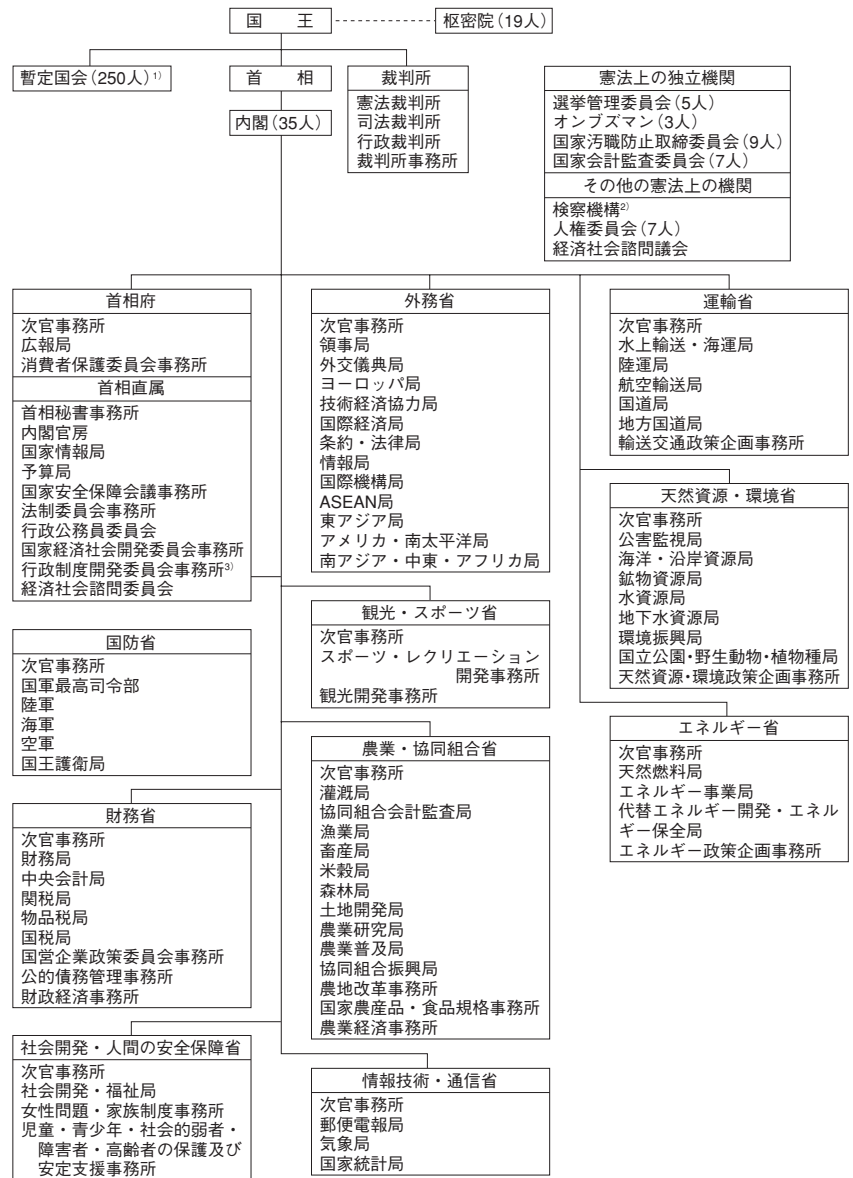 国　王
枢密院（19人）
暫定国会（250人）1)
首　相
内閣（35人）
裁判所
憲法裁判所
司法裁判所
行政裁判所
裁判所事務所
憲法上の独立機関
選挙管理委員会（5人）
オンブズマン（3人）
国家汚職防止取締委員会（9人）
国家会計監査委員会（7人）
その他の憲法上の機関
検察機構2)
人権委員会（7人）
経済社会諮問議会
首相府
次官事務所
広報局
消費者保護委員会事務所
首相直属
首相秘書事務所
内閣官房
国家情報局
予算局
国家安全保障会議事務所
法制委員会事務所
行政公務員委員会
国家経済社会開発委員会事務所
行政制度開発委員会事務所3)
経済社会諮問委員会
国防省
次官事務所
国軍最高司令部
陸軍
海軍
空軍
国王護衛局
財務省
次官事務所
財務局
中央会計局
関税局
物品税局
国税局
国営企業政策委員会事務所
公的債務管理事務所
財政経済事務所
社会開発・人間の安全保障省
次官事務所
社会開発・福祉局
女性問題・家族制度事務所
児童・青少年・社会的弱者・
障害者・高齢者の保護及び
安定支援事務所
外務省
次官事務所
領事局
外交儀典局
ヨーロッパ局
技術経済協力局
国際経済局
条約・法律局
情報局
国際機構局
ASEAN局
東アジア局
アメリカ・南太平洋局
南アジア・中東・アフリカ局
観光・スポーツ省
次官事務所
スポーツ・レクリエーション
開発事務所
観光開発事務所
農業・協同組合省
次官事務所
灌漑局
協同組合会計監査局
漁業局
畜産局
米穀局
森林局
土地開発局
農業研究局
農業普及局
協同組合振興局
農地改革事務所
国家農産品・食品規格事務所
農業経済事務所
情報技術・通信省
次官事務所
郵便電報局
気象局
国家統計局
運輸省
次官事務所
水上輸送・海運局
陸運局
航空輸送局
国道局
地方国道局
輸送交通政策企画事務所
天然資源・環境省
次官事務所
公害監視局
海洋・沿岸資源局
鉱物資源局
水資源局
地下水資源局
環境振興局
国立公園・野生動物・植物種局
天然資源・環境政策企画事務所
エネルギー省
次官事務所
天然燃料局
エネルギー事業局
代替エネルギー開発・エネル
ギー保全局
エネルギー政策企画事務所